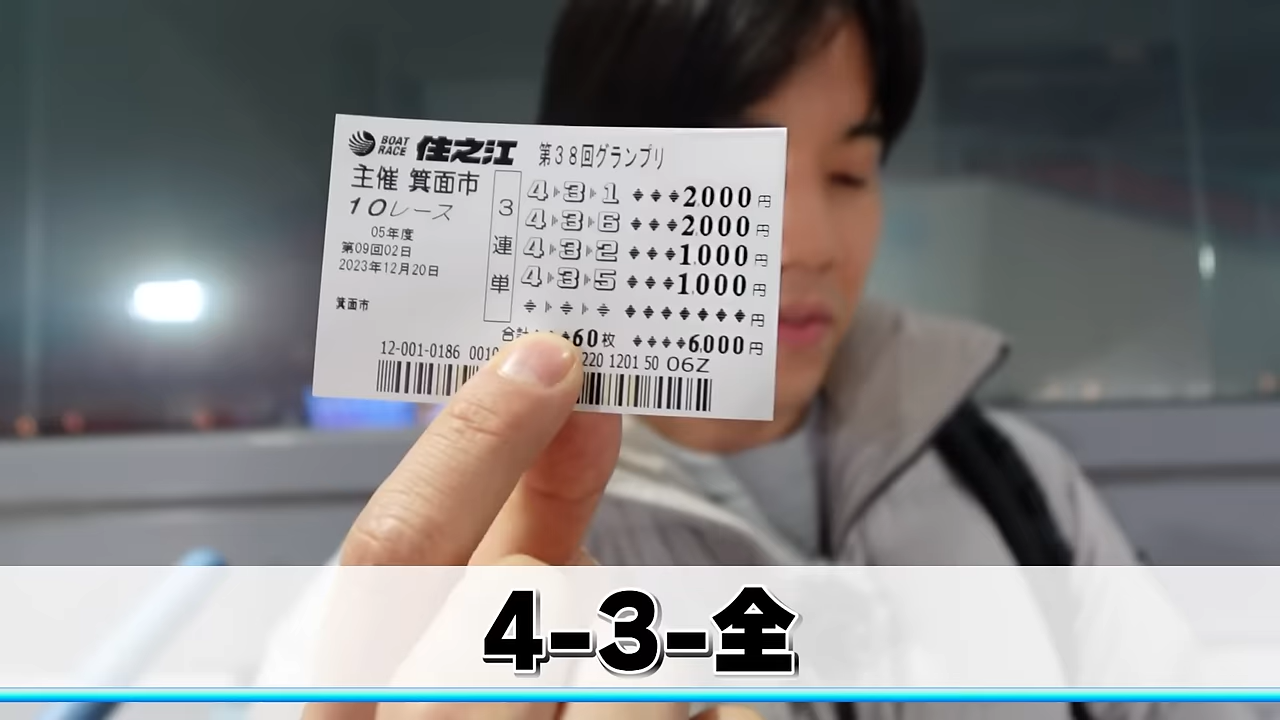 BOAT RACE 住之江 第38回グランプリ
主催 箕面市
10レース
05年度
第09回02日
2023年12月20日
箕面市
3連単
4 3 1 2000円
4 3 6 2000円
4 3 2 1000円
4 3 5 1000円
円
合計 60枚 6,000円
12-001-0186 220 1201 50 06Z
4-3-全